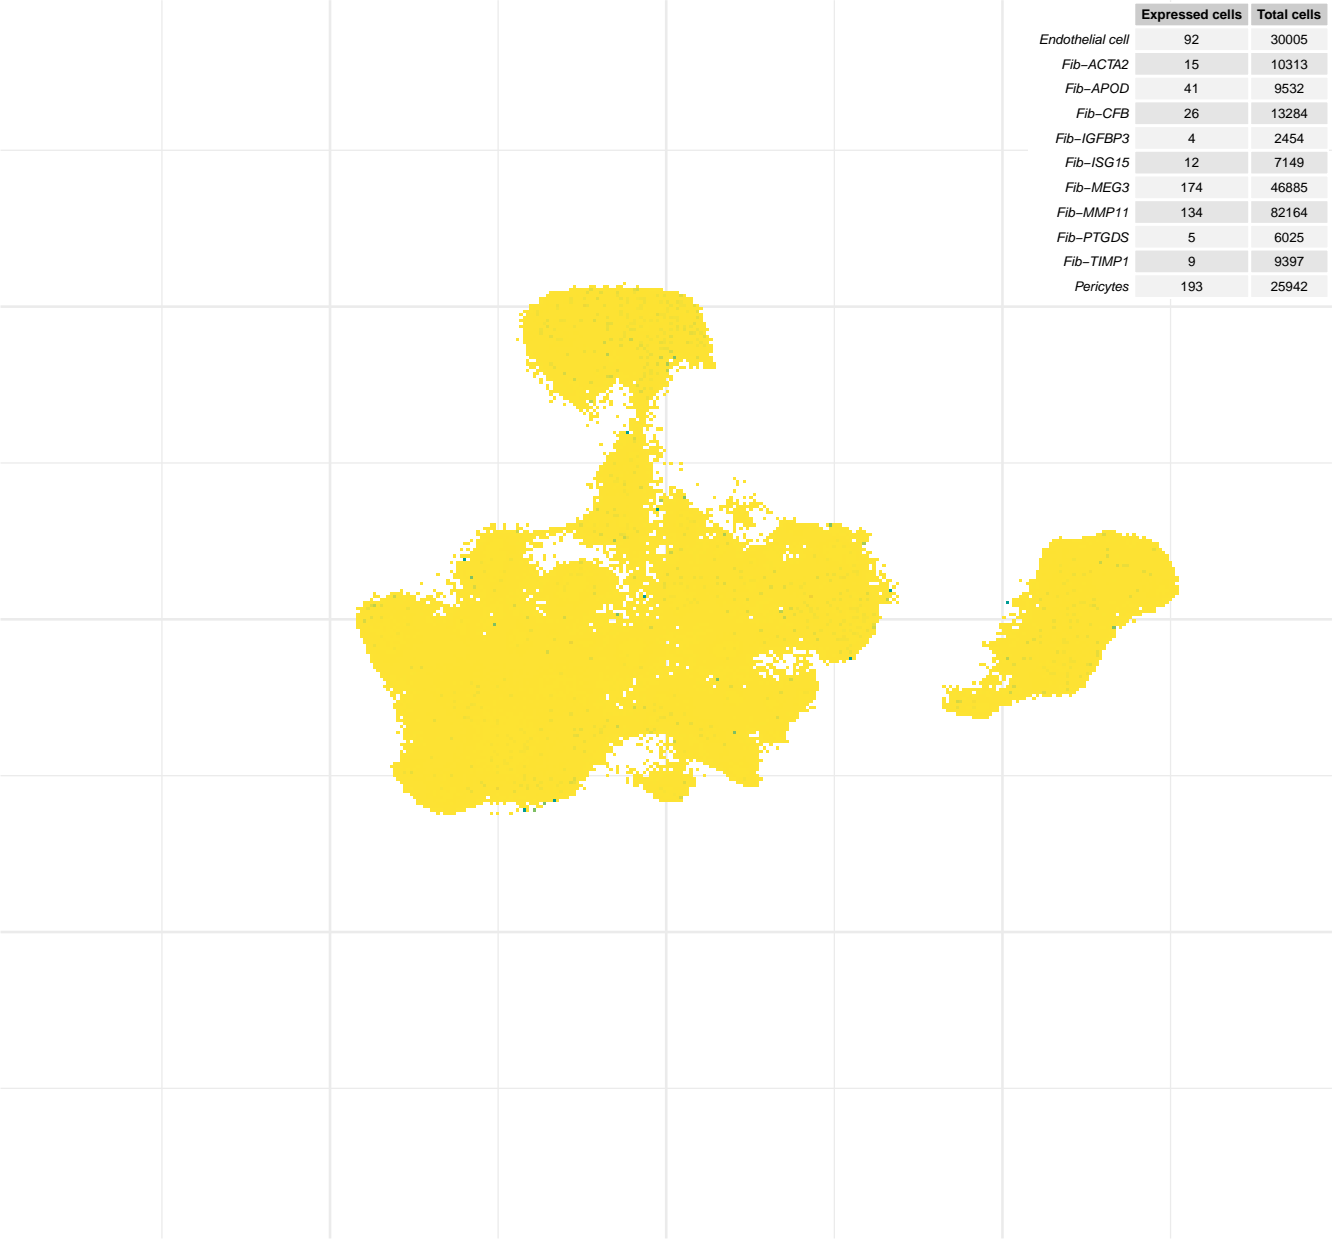 Expressed cells Total cells
Endothelial cell 92 30005
Fib−ACTA2 15 10313
Fib−APOD 41 9532
Fib−CFB 26 13284
Fib−IGFBP3 4 2454
Fib−ISG15 12 7149
Fib−MEG3 174 46885
Fib−MMP11 134 82164
Fib−PTGDS 5 6025
Fib−TIMP1 9 9397
Pericytes 193 25942